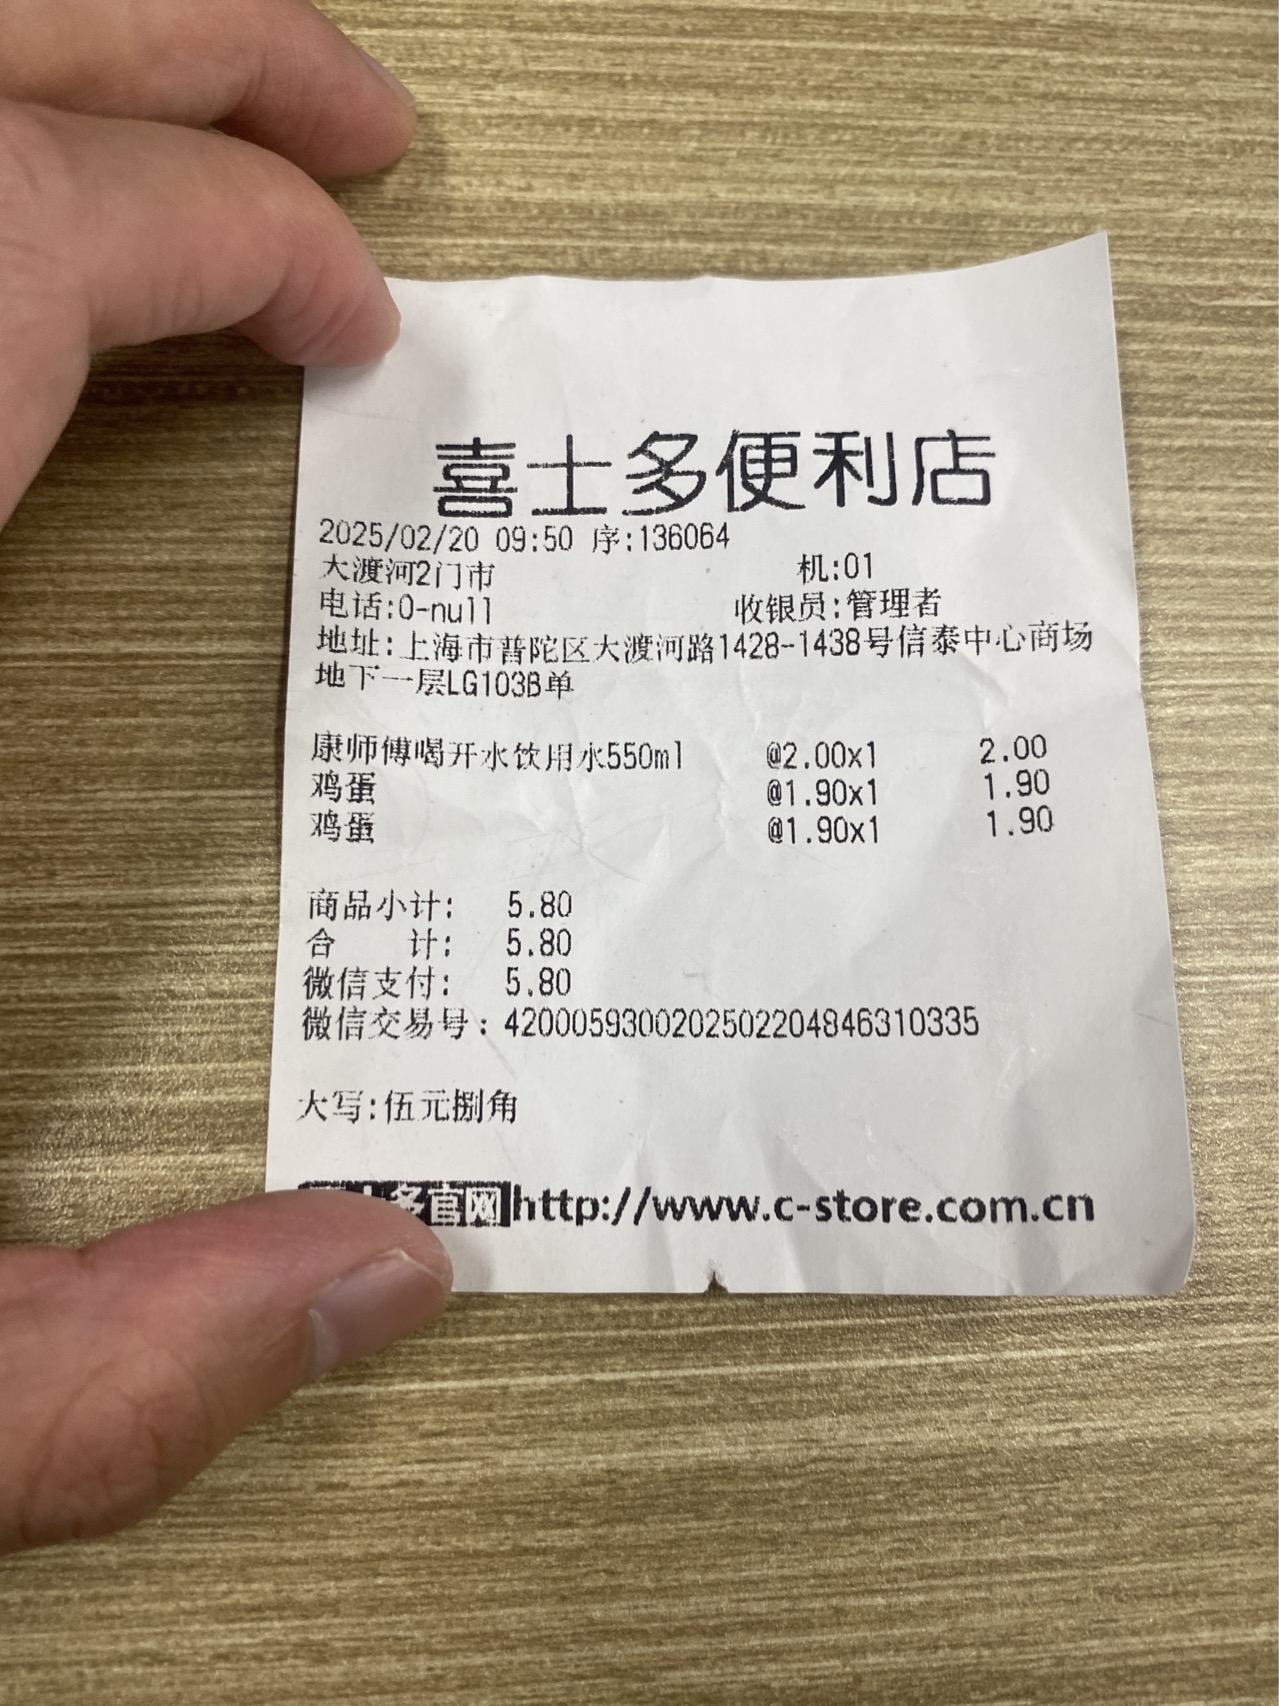 喜士多便利店
2025/02/20 09:50 序:136064
大渡河2门市 机:01
电话:0-null 收银员:管理者
地址:上海市普陀区大渡河路1428-1438号信泰中心商场
地下一层LG103B单
康师傅喝开水饮用水550ml @2.00x1 2.00
鸡蛋 @1.90x1 1.90
鸡蛋 @1.90x1 1.90
商品小计: 5.80
合 计: 5.80
微信支付: 5.80
微信交易号: 4200059300202502204846310335
大写:伍元捌角
士多官网http://www.c-store.com.cn